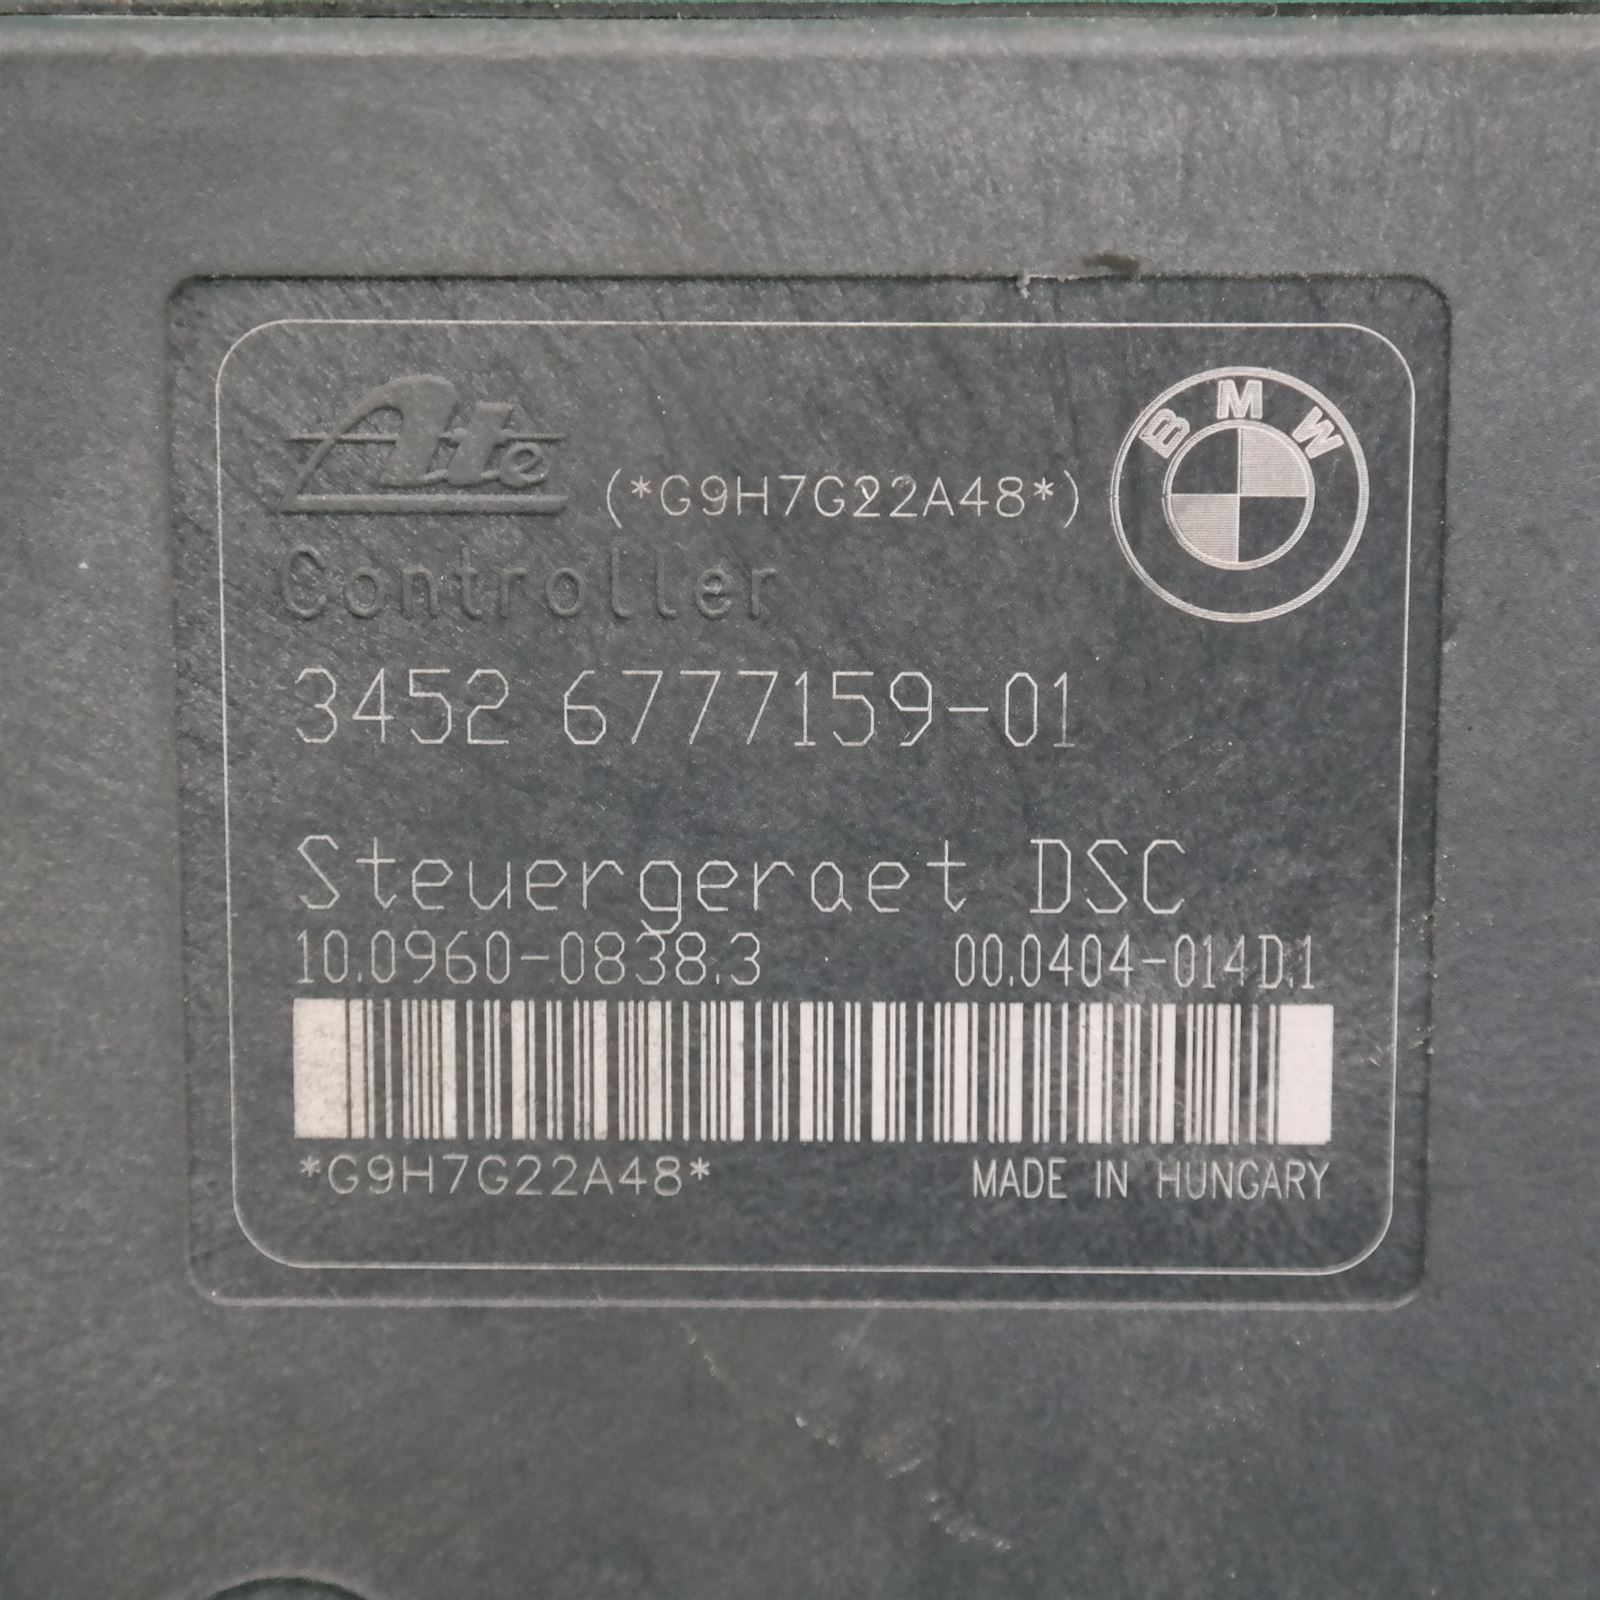 Ate (*G9H7G22A48*) BMW
Controller
3452 6777159-01
Steuergeraet DSC
10.0960-0838.3 00.0404-014D.1
*G9H7G22A48* MADE IN HUNGARY